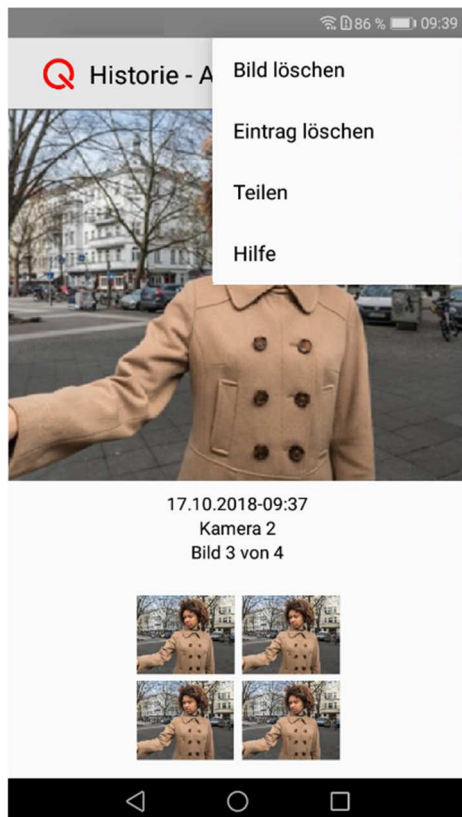 86 % 09:39
Historie - A
Bild löschen
Eintrag löschen
Teilen
Hilfe
17.10.2018-09:37
Kamera 2
Bild 3 von 4